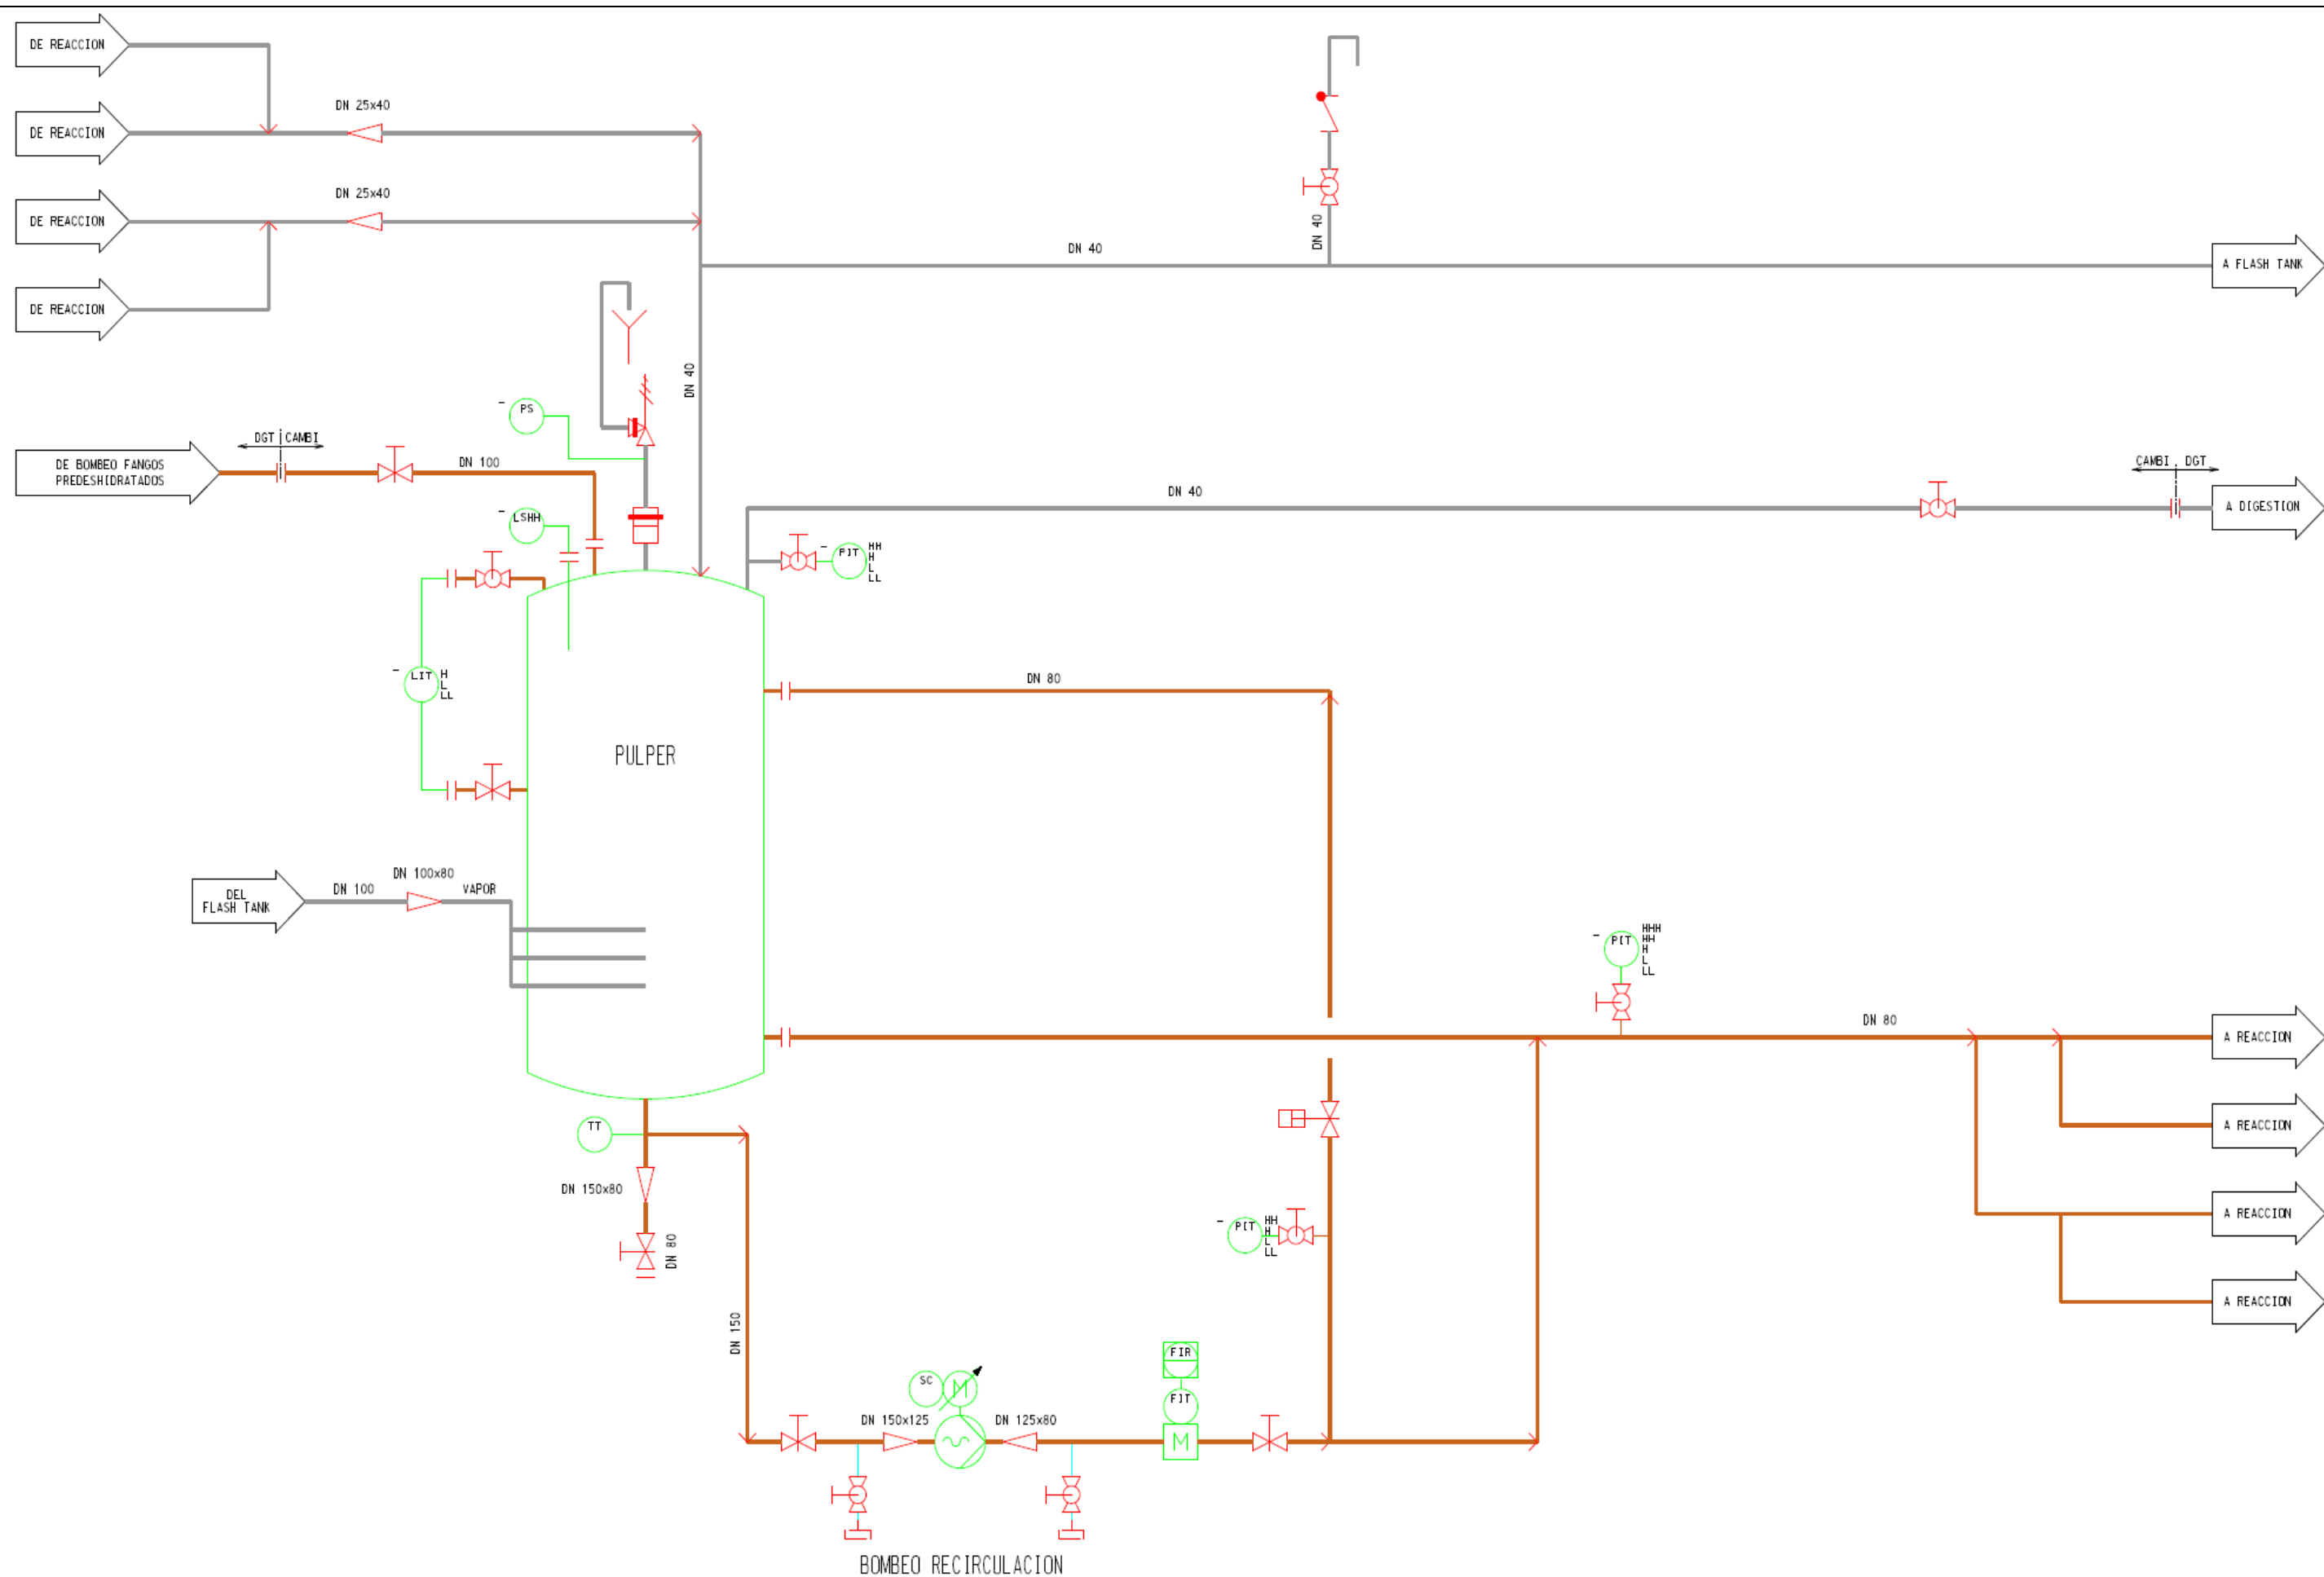 DE REACCION
DN 25x40
DE REACCION
DN 25x40
DE REACCION
DN 40
DN 40
A FLASH TANK
DE REACCION
DN 40
PS
DGT CAMBI
DE BOMBEO FANGOS
PREDESHIDRATADOS
DN 100
CAMBI DGT
DN 40
A DIGESTION
- LSHH
- PIT
HH
H
L
LL
- LIT
H
L
LL
DN 80
PULPER
DEL
FLASH TANK
DN 100
DN 100x80
VAPOR
- PIT
HHH
HH
H
L
LL
DN 80
A REACCION
A REACCION
TT
DN 150x80
DN 80
- PIT
HH
H
L
LL
A REACCION
A REACCION
DN 150
FIR
SC
M
FIT
DN 150x125
DN 125x80
M
BOMBEO RECIRCULACION